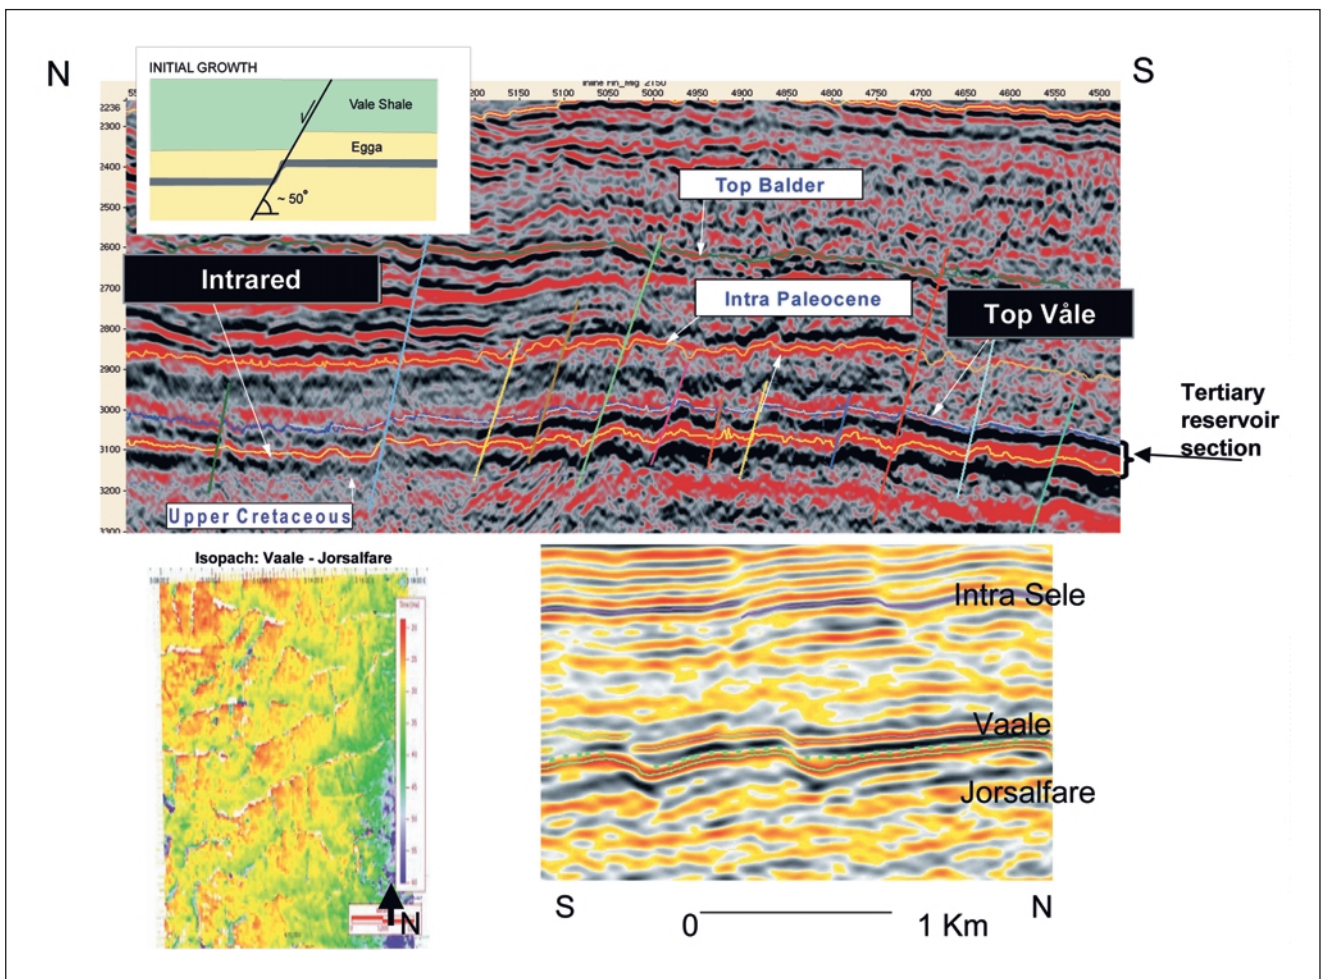 N
S
INITIAL GROWTH
Vale Shale
Egga
~ 50°
5150 5100 5050 5000 4950 4900 4850 4800 4750 4700 4650 4600 4550 4500
2236
2300
2400
2500
2600
2700
2800
2900
3000
3100
3200
3300
Top Balder
Intrared
Intra Paleocene
Top Våle
Tertiary
reservoir
section
Upper Cretaceous
Isopach: Vaale - Jorsalfare
N
Intra Sele
Vaale
Jorsalfare
S
N
0
1 Km